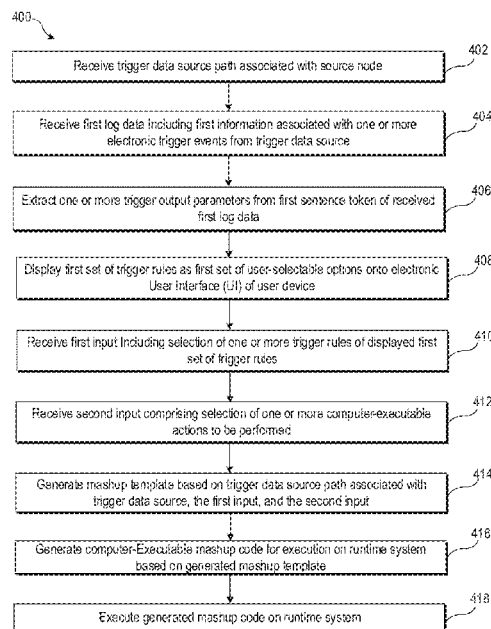 400
Receive trigger data source path associated with source node
402
Receive first log data including first information associated with one or more
electronic trigger events from trigger data source
404
Extract one or more trigger output parameters from first sentence token of received
first log data
406
Display first set of trigger rules as first set of user-selectable options onto electronic
User Interface (UI) of user device
408
Receive first input including selection of one or more trigger rules of displayed first
set of trigger rules
410
Receive second input comprising selection of one or more computer-executable
actions to be performed
412
Generate mashup template based on trigger data source path associated with
trigger data source, the first input, and the second input
414
Generate computer-Executable mashup code for execution on runtime system
based on generated mashup template
416
Execute generated mashup code on runtime system
418